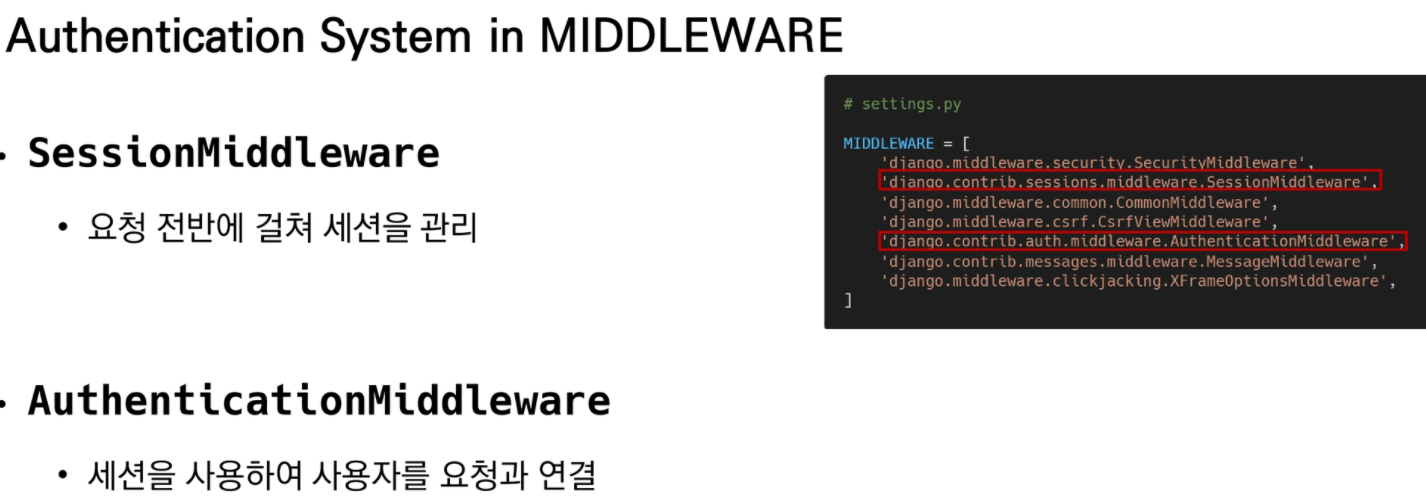 Authentication System in MIDDLEWARE
• SessionMiddleware
• 요청 전반에 걸쳐 세션을 관리
# settings.py
MIDDLEWARE = [
'django.middleware.security.SecurityMiddleware',
'django.contrib.sessions.middleware.SessionMiddleware',
'django.middleware.common.CommonMiddleware',
'django.middleware.csrf.CsrfViewMiddleware',
'django.contrib.auth.middleware.AuthenticationMiddleware',
'django.contrib.messages.middleware.MessageMiddleware',
'django.middleware.clickjacking.XFrameOptionsMiddleware',
]
• AuthenticationMiddleware
• 세션을 사용하여 사용자를 요청과 연결